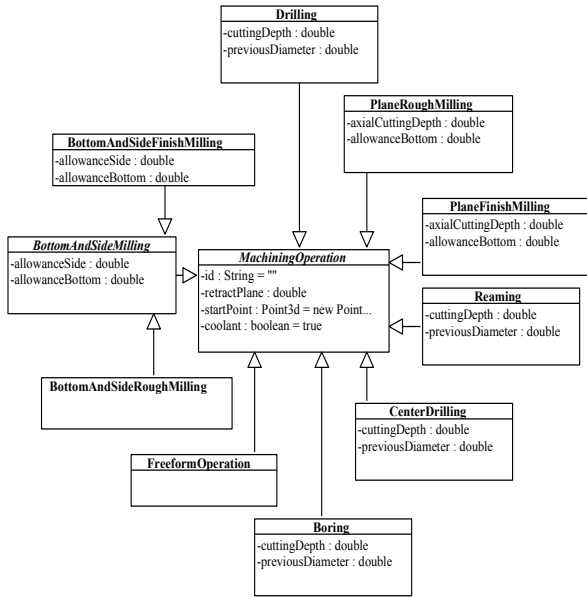 Drilling
-cuttingDepth : double
-previousDiameter : double
PlaneRoughMilling
-axialCuttingDepth : double
-allowanceBottom : double
BottomAndSideFinishMilling
-allowanceSide : double
-allowanceBottom : double
PlaneFinishMilling
-axialCuttingDepth : double
-allowanceBottom : double
BottomAndSideMilling
-allowanceSide : double
-allowanceBottom : double
MachiningOperation
-id : String = ""
-retractPlane : double
-startPoint : Point3d = new Point...
-coolant : boolean = true
Reaming
-cuttingDepth : double
-previousDiameter : double
BottomAndSideRoughMilling
CenterDrilling
-cuttingDepth : double
-previousDiameter : double
FreeformOperation
Boring
-cuttingDepth : double
-previousDiameter : double